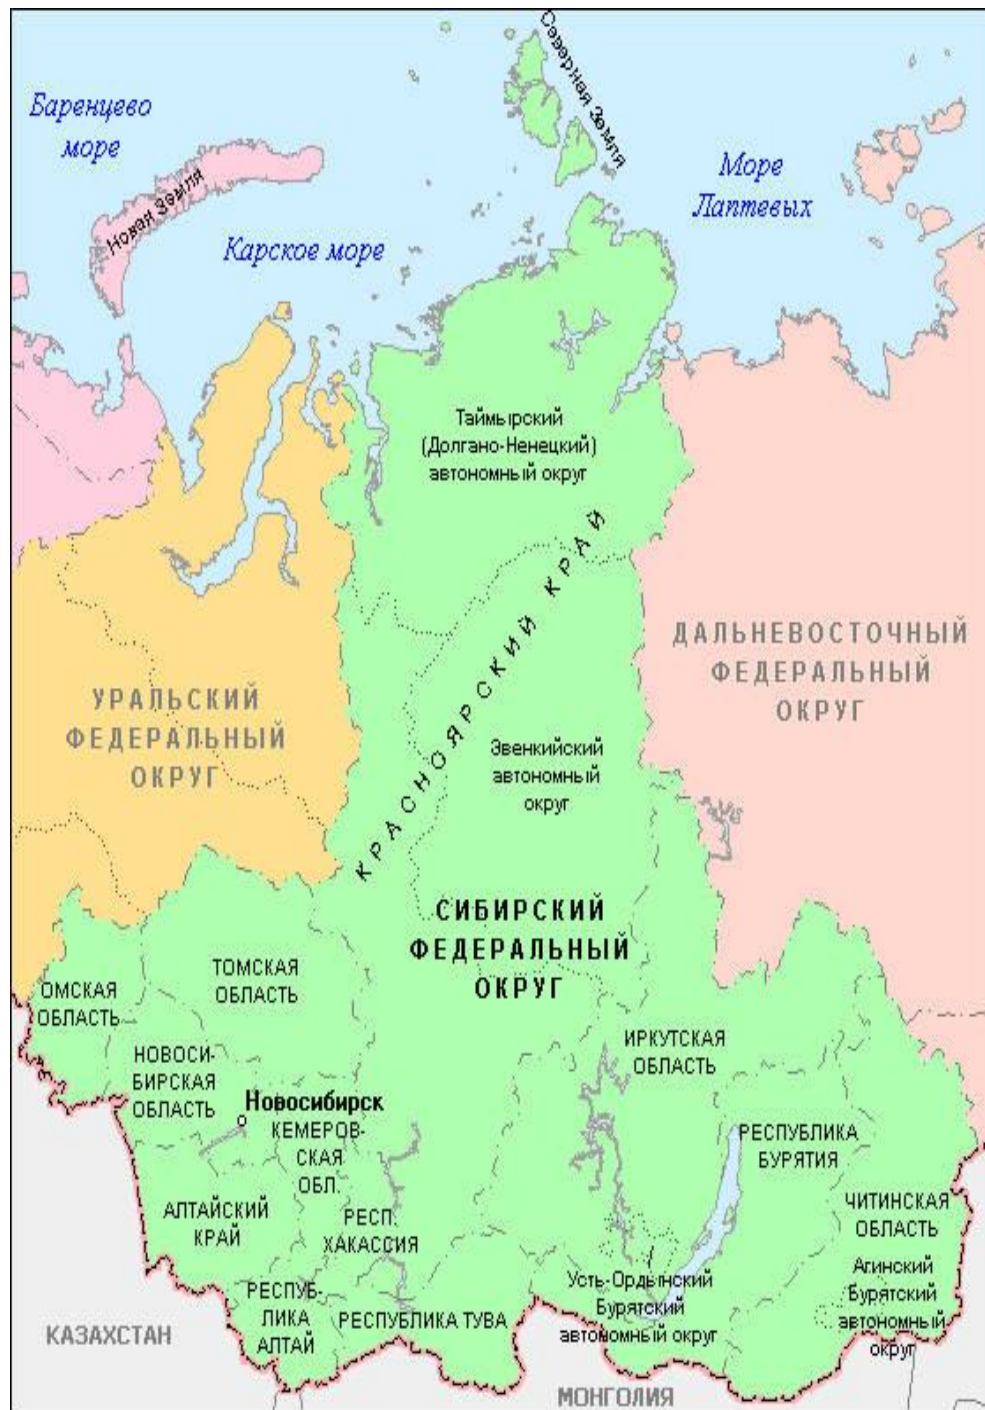 Северная Земля
Баренцево
море
Новая Земля
Карское море
Море
Лаптевых
Таймырский
(Долгано-Ненецкий)
автономный округ
КРАСНОЯРСКИЙ КРАЙ
ДАЛЬНЕВОСТОЧНЫЙ
ФЕДЕРАЛЬНЫЙ
ОКРУГ
УРАЛЬСКИЙ
ФЕДЕРАЛЬНЫЙ
ОКРУГ
Эвенкийский
автономный
округ
СИБИРСКИЙ
ФЕДЕРАЛЬНЫЙ
ОКРУГ
ТОМСКАЯ
ОБЛАСТЬ
ОМСКАЯ
ОБЛАСТЬ
ИРКУТСКАЯ
ОБЛАСТЬ
НОВОСИ-
БИРСКАЯ
ОБЛАСТЬ
Новосибирск
КЕМЕРОВ-
СКАЯ
ОБЛ.
РЕСПУБЛИКА
БУРЯТИЯ
АЛТАЙСКИЙ
КРАЙ
РЕСП.
ХАКАССИЯ
ЧИТИНСКАЯ
ОБЛАСТЬ
РЕСПУБ-
ЛИКА
АЛТАЙ
РЕСПУБЛИКА ТУВА
Усть-Ордынский
Бурятский
автономный округ
Агинский
Бурятский
автономный
округ
КАЗАХСТАН
МОНГОЛИЯ